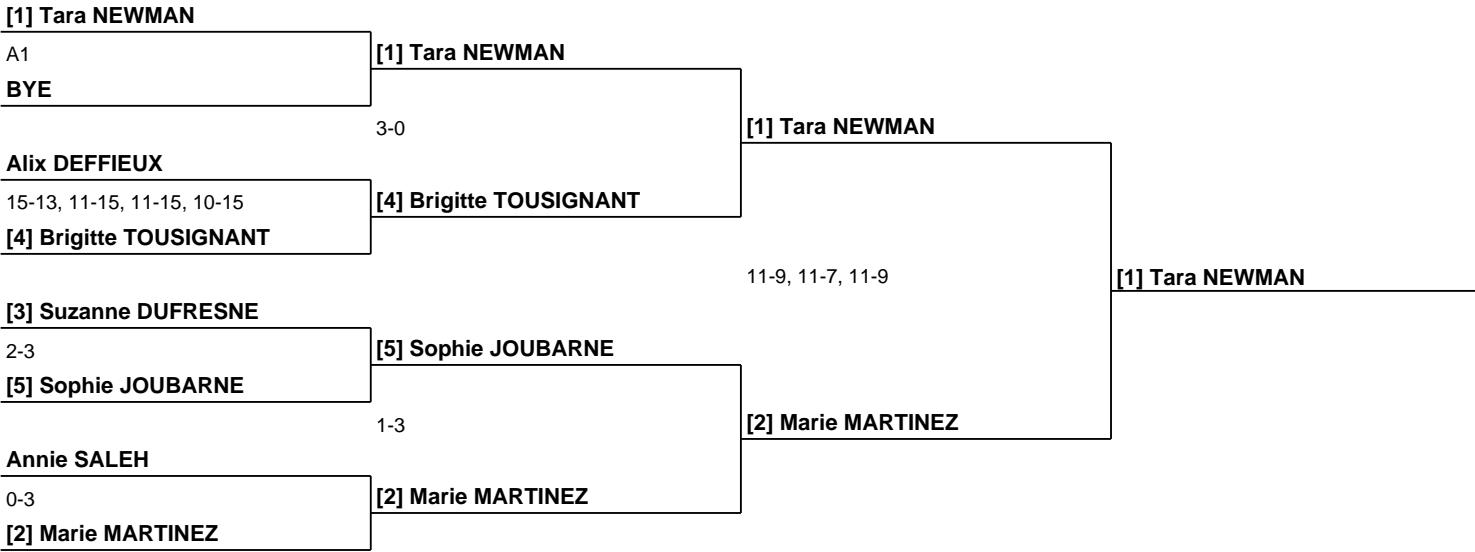 [1] Tara NEWMAN
A1
BYE
[1] Tara NEWMAN
3-0
[1] Tara NEWMAN
Alix DEFFIEUX
15-13, 11-15, 11-15, 10-15
[4] Brigitte TOUSIGNANT
[4] Brigitte TOUSIGNANT
11-9, 11-7, 11-9
[1] Tara NEWMAN
[3] Suzanne DUFRESNE
2-3
[5] Sophie JOUBARNE
[5] Sophie JOUBARNE
1-3
[2] Marie MARTINEZ
Annie SALEH
0-3
[2] Marie MARTINEZ
[2] Marie MARTINEZ